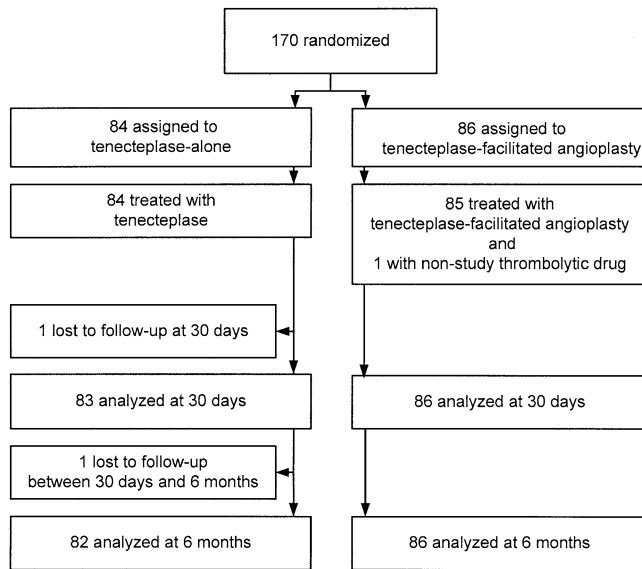 170 randomized
84 assigned to
tenecteplase-alone
86 assigned to
tenecteplase-facilitated angioplasty
84 treated with
tenecteplase
85 treated with
tenecteplase-facilitated angioplasty
and
1 with non-study thrombolytic drug
1 lost to follow-up at 30 days
83 analyzed at 30 days
86 analyzed at 30 days
1 lost to follow-up
between 30 days and 6 months
82 analyzed at 6 months
86 analyzed at 6 months